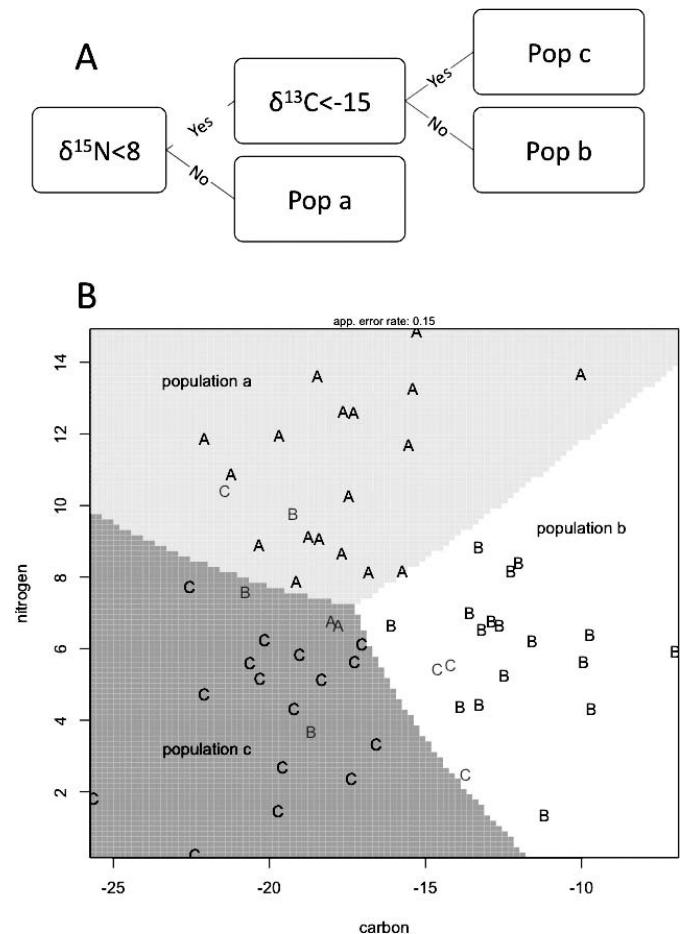 A
δ¹⁵N<8
Yes
No
δ¹³C<-15
Pop a
Yes
No
Pop c
Pop b
B
app. error rate: 0.15
nitrogen
14
12
10
8
6
4
2
population a
population b
population c
A
A A
A
A A
A A A
A
C A
B
A A
A A B
A A B B
C B A
A A B B B B B
C C B B
C C C C C B B
C C B
C B
C B B B
B
C
C C C
C B
C
C
-25 -20 -15 -10
carbon